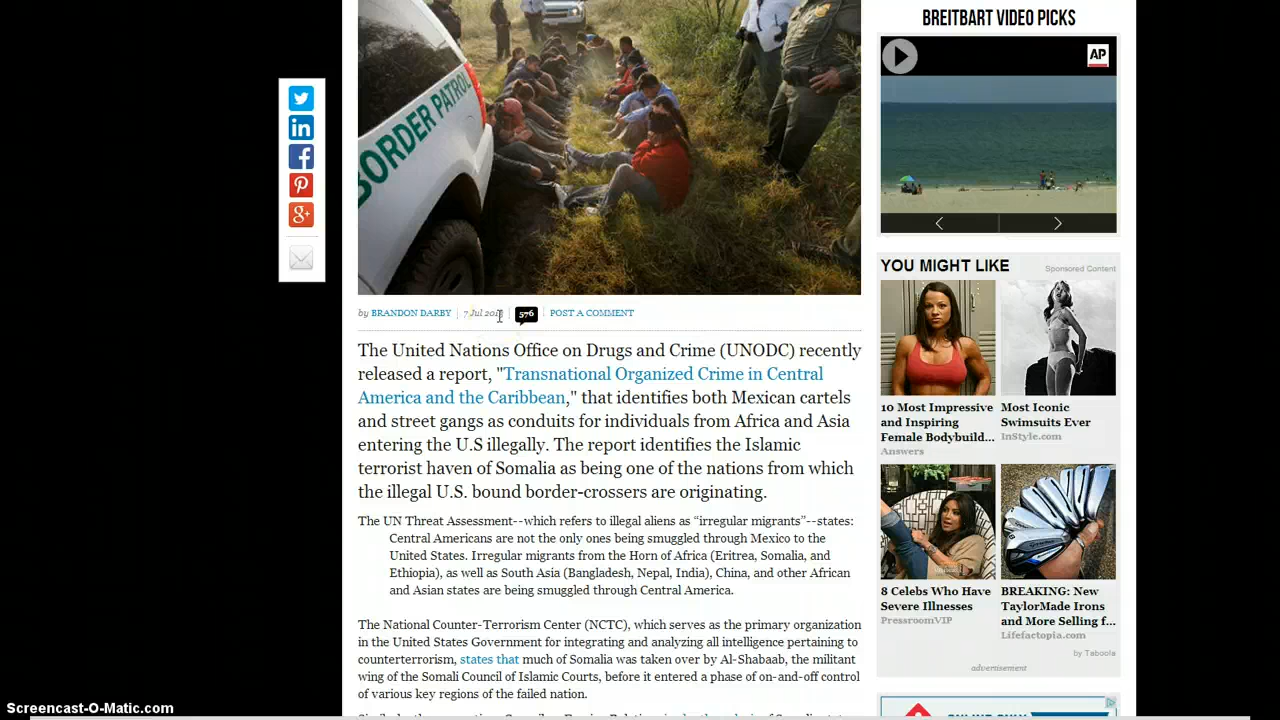 BORDER PATROL
BREITBART VIDEO PICKS
AP
by BRANDON DARBY | 7 Jul | 576 | POST A COMMENT
The United Nations Office on Drugs and Crime (UNODC) recently
released a report, "Transnational Organized Crime in Central
America and the Caribbean," that identifies both Mexican cartels
and street gangs as conduits for individuals from Africa and Asia
entering the U.S illegally. The report identifies the Islamic
terrorist haven of Somalia as being one of the nations from which
the illegal U.S. bound border-crossers are originating.
The UN Threat Assessment--which refers to illegal aliens as “irregular migrants”--states:
Central Americans are not the only ones being smuggled through Mexico to the
United States. Irregular migrants from the Horn of Africa (Eritrea, Somalia, and
Ethiopia), as well as South Asia (Bangladesh, Nepal, India), China, and other African
and Asian states are being smuggled through Central America.
The National Counter-Terrorism Center (NCTC), which serves as the primary organization
in the United States Government for integrating and analyzing all intelligence pertaining to
counterterrorism, states that much of Somalia was taken over by Al-Shabaab, the militant
wing of the Somali Council of Islamic Courts, before it entered a phase of on-and-off control
of various key regions of the failed nation.
YOU MIGHT LIKE
Sponsored Content
10 Most Impressive
and Inspiring
Female Bodybuild...
Answers
Most Iconic
Swimsuits Ever
InStyle.com
8 Celebs Who Have
Severe Illnesses
PressroomVIP
BREAKING: New
TaylorMade Irons
and More Selling f...
Lifefactopia.com
by Taboola
advertisement
Screencast-O-Matic.com